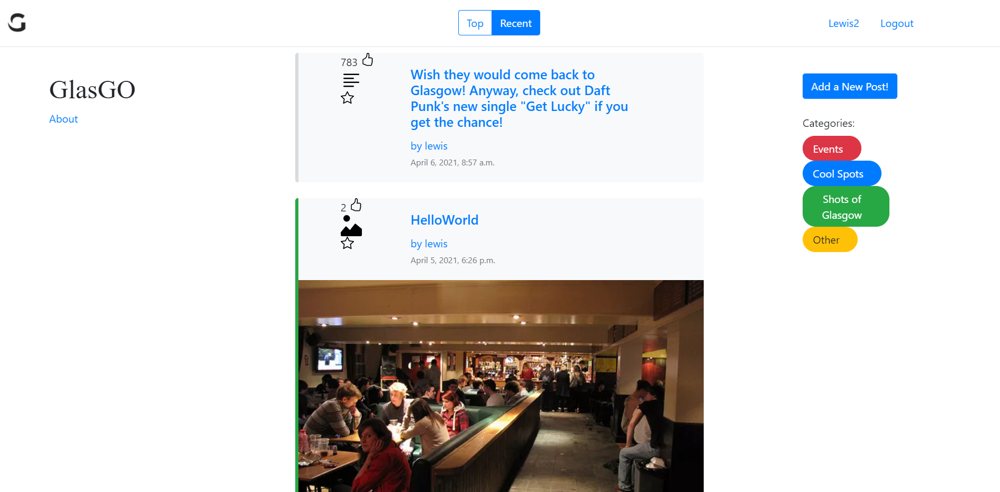 G
Top Recent
Lewis2 Logout
GlasGO
About
783
Wish they would come back to
Glasgow! Anyway, check out Daft
Punk's new single "Get Lucky" if you
get the chance!
by lewis
April 6, 2021, 8:57 a.m.
2
HelloWorld
by lewis
April 5, 2021, 6:26 p.m.
Add a New Post!
Categories:
Events
Cool Spots
Shots of
Glasgow
Other